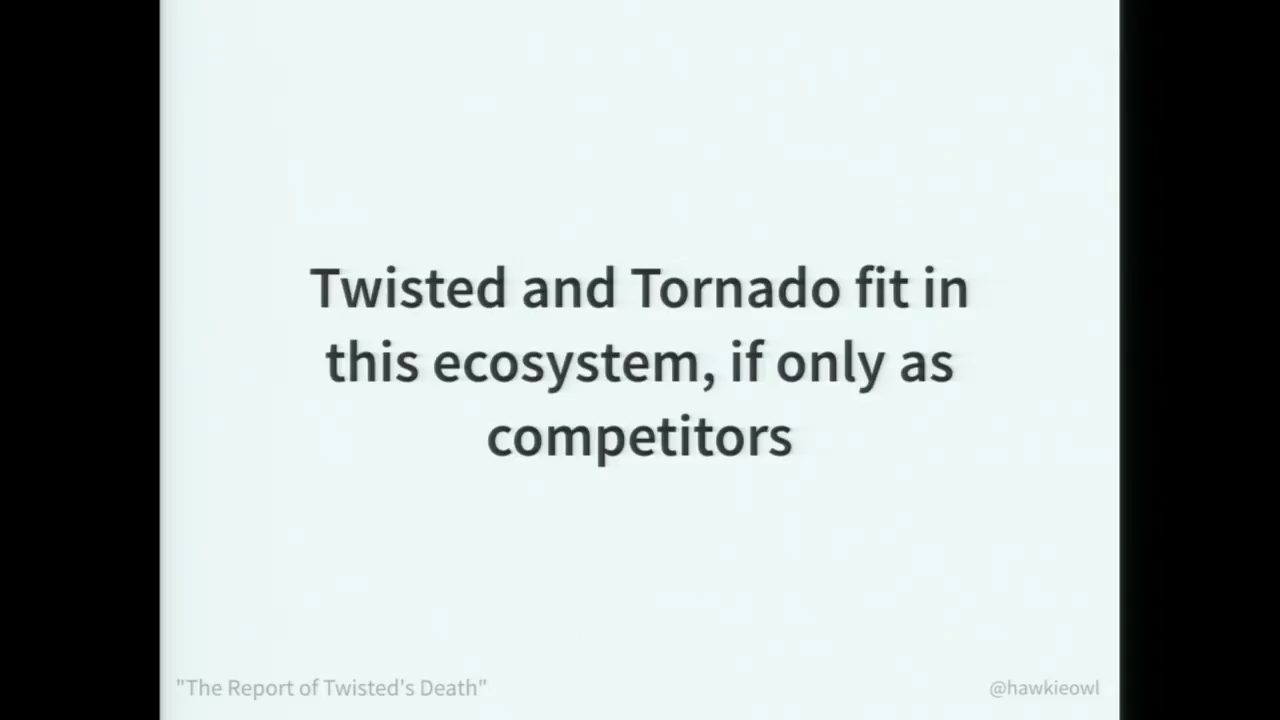 Twisted and Tornado fit in
this ecosystem, if only as
competitors
"The Report of Twisted's Death"
@hawkieowl